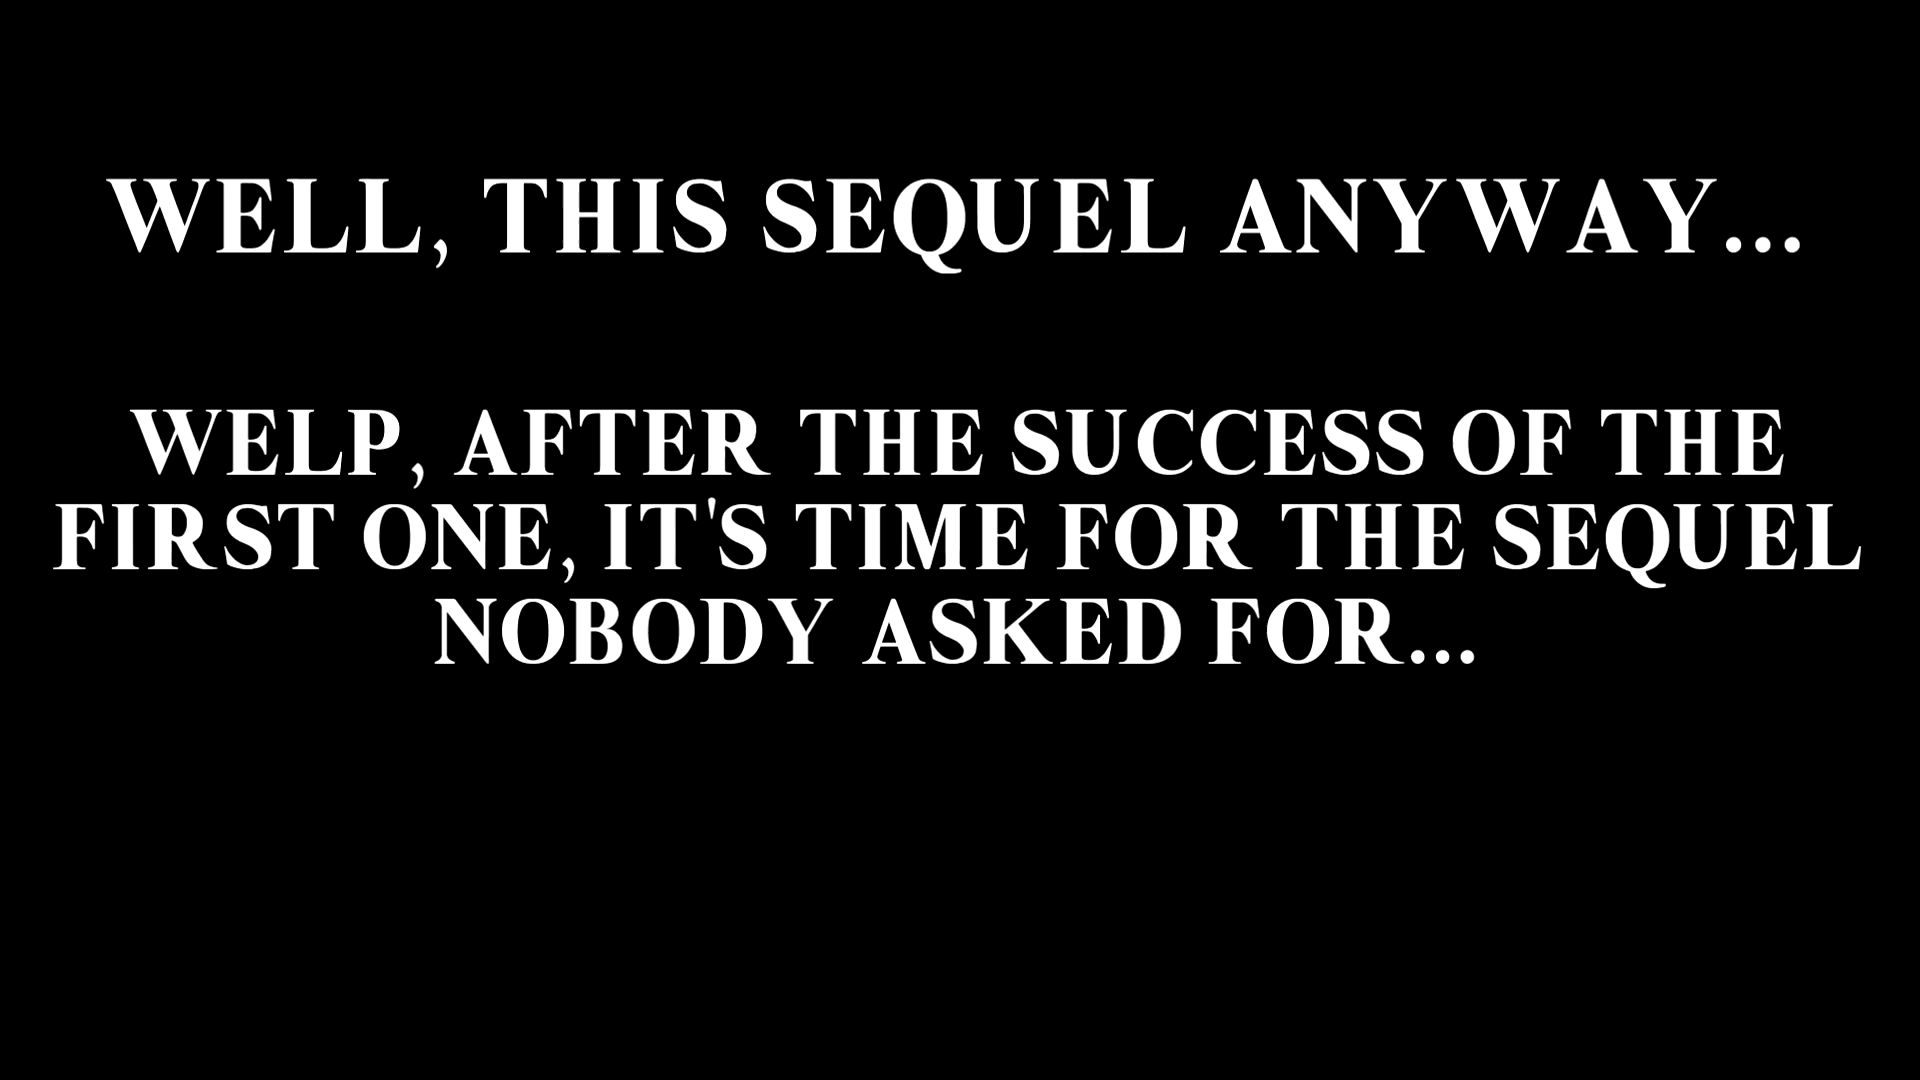 WELL, THIS SEQUEL ANYWAY...
WELP, AFTER THE SUCCESS OF THE
FIRST ONE, IT'S TIME FOR THE SEQUEL
NOBODY ASKED FOR...